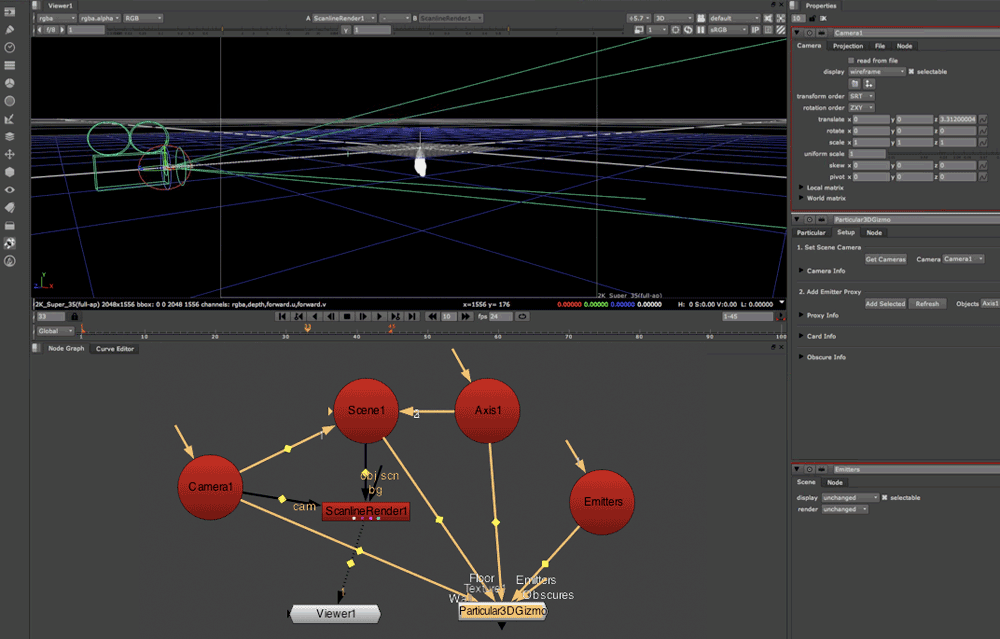 Viewer1
rgba rgba.alpha RGB A ScanlineRender1 - B ScanlineRender1 +5.7 3D default
f/8 1 Y 1 1 sRGB IP
Y
X
2K_Super_35(full-ap)
2K_Super_35(full-ap) 2048x1556 bbox: 0 0 2048 1556 channels: rgba,depth,forward.u,forward.v x=1556 y= 176 0.00000 0.00000 0.00000 0.00000 H: 0 S:0.00 V:0.00 L: 0.00000
33 10 fps 24 1-45
Global
1 10 20 30 33 40 45 50 60 70 80 90 100
Node Graph Curve Editor
Scene1
Axis1
Camera1
Emitters
1
2
obj/scn
bg
cam
ScanlineRender1
1
Viewer1
Floor
Texture1
Emitters
Obscures
Particular3DGizmo
Properties
10
Camera1
Camera Projection File Node
read from file
display wireframe selectable
transform order SRT
rotation order ZXY
translate x 0 y 0 z 3.31200004
rotate x 0 y 0 z 0
scale x 1 y 1 z 1
uniform scale 1
skew x 0 y 0 z 0
pivot x 0 y 0 z 0
Local matrix
World matrix
Particular3DGizmo
Particular Setup Node
1. Set Scene Camera
Get Cameras Camera Camera1
Camera Info
2. Add Emitter Proxy
Add Selected Refresh Objects Axis1
Proxy Info
Card Info
Obscure Info
Emitters
Scene Node
display unchanged selectable
render unchanged